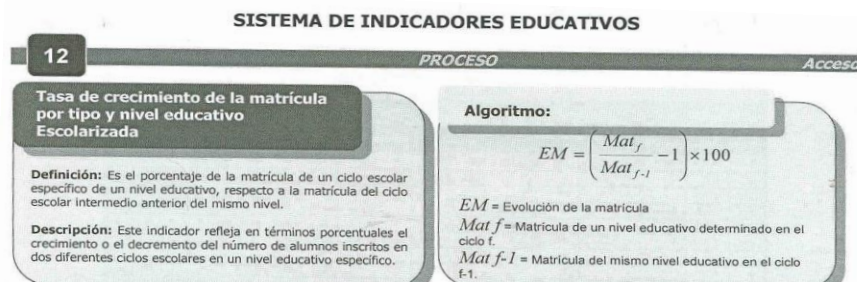 SISTEMA DE INDICADORES EDUCATIVOS
12
PROCESO
Acceso
Tasa de crecimiento de la matrícula
por tipo y nivel educativo
Escolarizada
Definición: Es el porcentaje de la matrícula de un ciclo escolar
específico de un nivel educativo, respecto a la matrícula del ciclo
escolar intermedio anterior del mismo nivel.
Descripción: Este indicador refleja en términos porcentuales el
crecimiento o el decremento del número de alumnos inscritos en
dos diferentes ciclos escolares en un nivel educativo específico.
Algoritmo:
EM = (Mat_f / Mat_f-1 − 1) × 100
EM = Evolución de la matrícula
Mat f = Matrícula de un nivel educativo determinado en el
ciclo f.
Mat f-1 = Matrícula del mismo nivel educativo en el ciclo
f-1.